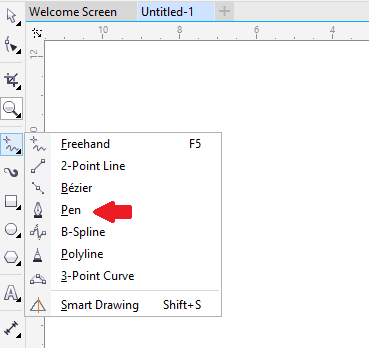 Welcome Screen Untitled-1
10 8 6 4
12
10
Freehand F5
2-Point Line
Bézier
Pen
B-Spline
Polyline
3-Point Curve
Smart Drawing Shift+S